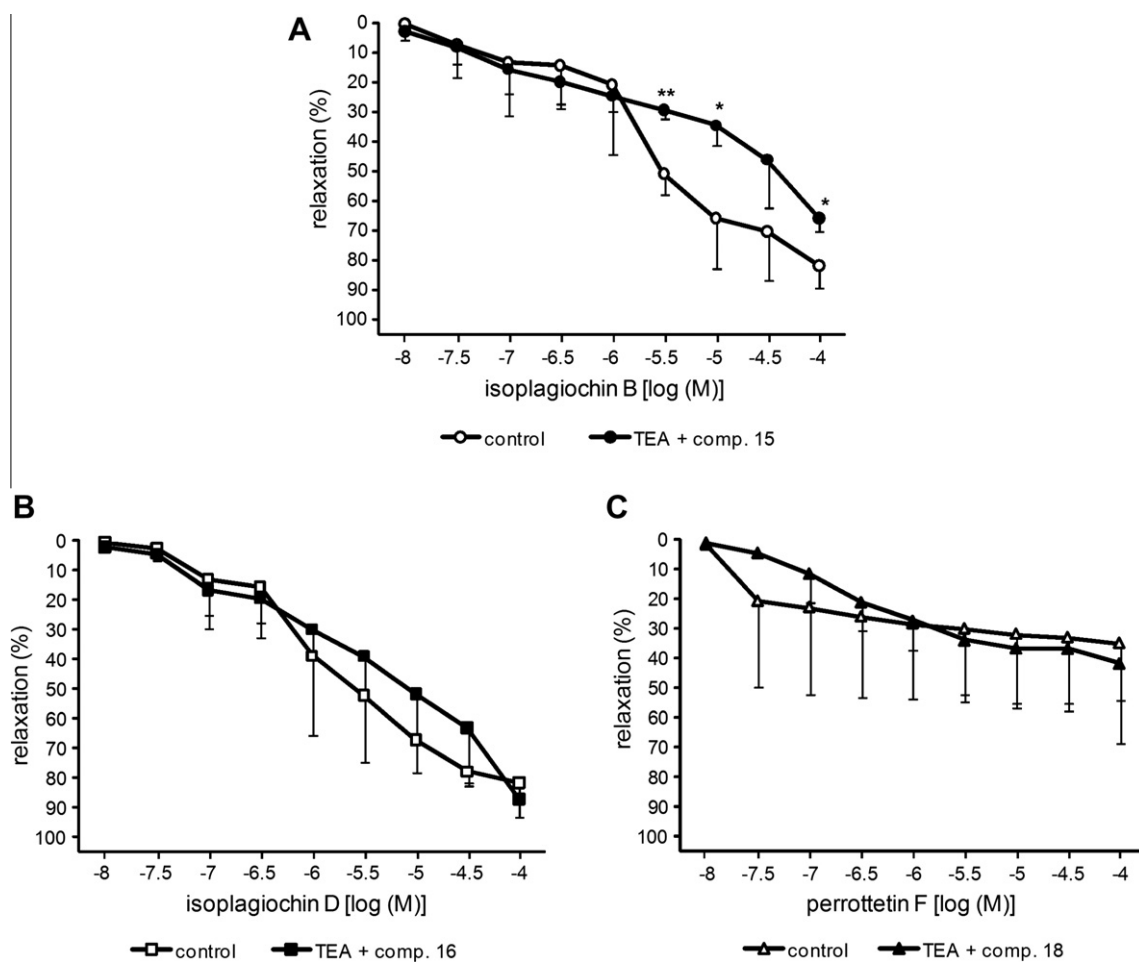 A
relaxation (%)
0
10
20
30
40
50
60
70
80
90
100
**
*
*
-8 -7.5 -7 -6.5 -6 -5.5 -5 -4.5 -4
isoplagiochin B [log (M)]
control TEA + comp. 15
B
relaxation (%)
0
10
20
30
40
50
60
70
80
90
100
-8 -7.5 -7 -6.5 -6 -5.5 -5 -4.5 -4
isoplagiochin D [log (M)]
control TEA + comp. 16
C
relaxation (%)
0
10
20
30
40
50
60
70
80
90
100
-8 -7.5 -7 -6.5 -6 -5.5 -5 -4.5 -4
perrottetin F [log (M)]
control TEA + comp. 18